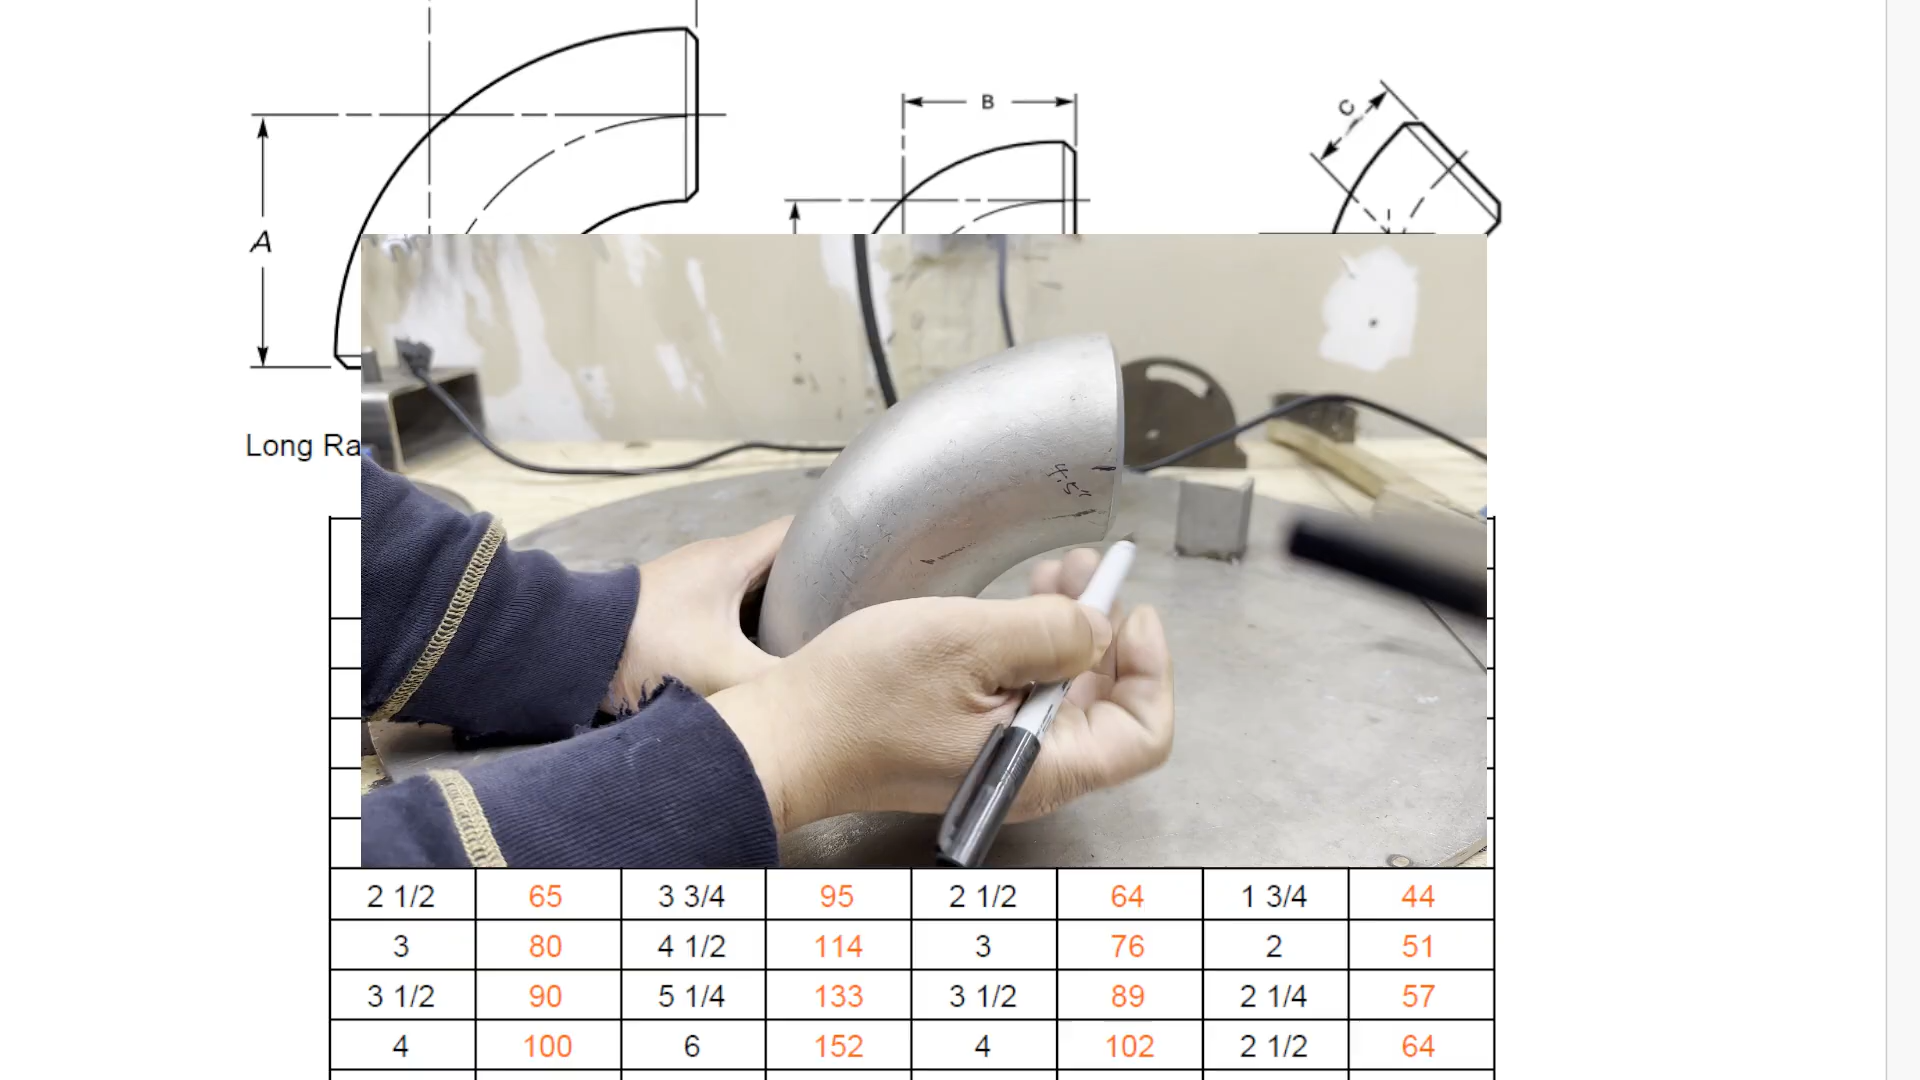 B
C
A
Long Ra
4.5"
2 1/2 65 3 3/4 95 2 1/2 64 1 3/4 44
3 80 4 1/2 114 3 76 2 51
3 1/2 90 5 1/4 133 3 1/2 89 2 1/4 57
4 100 6 152 4 102 2 1/2 64